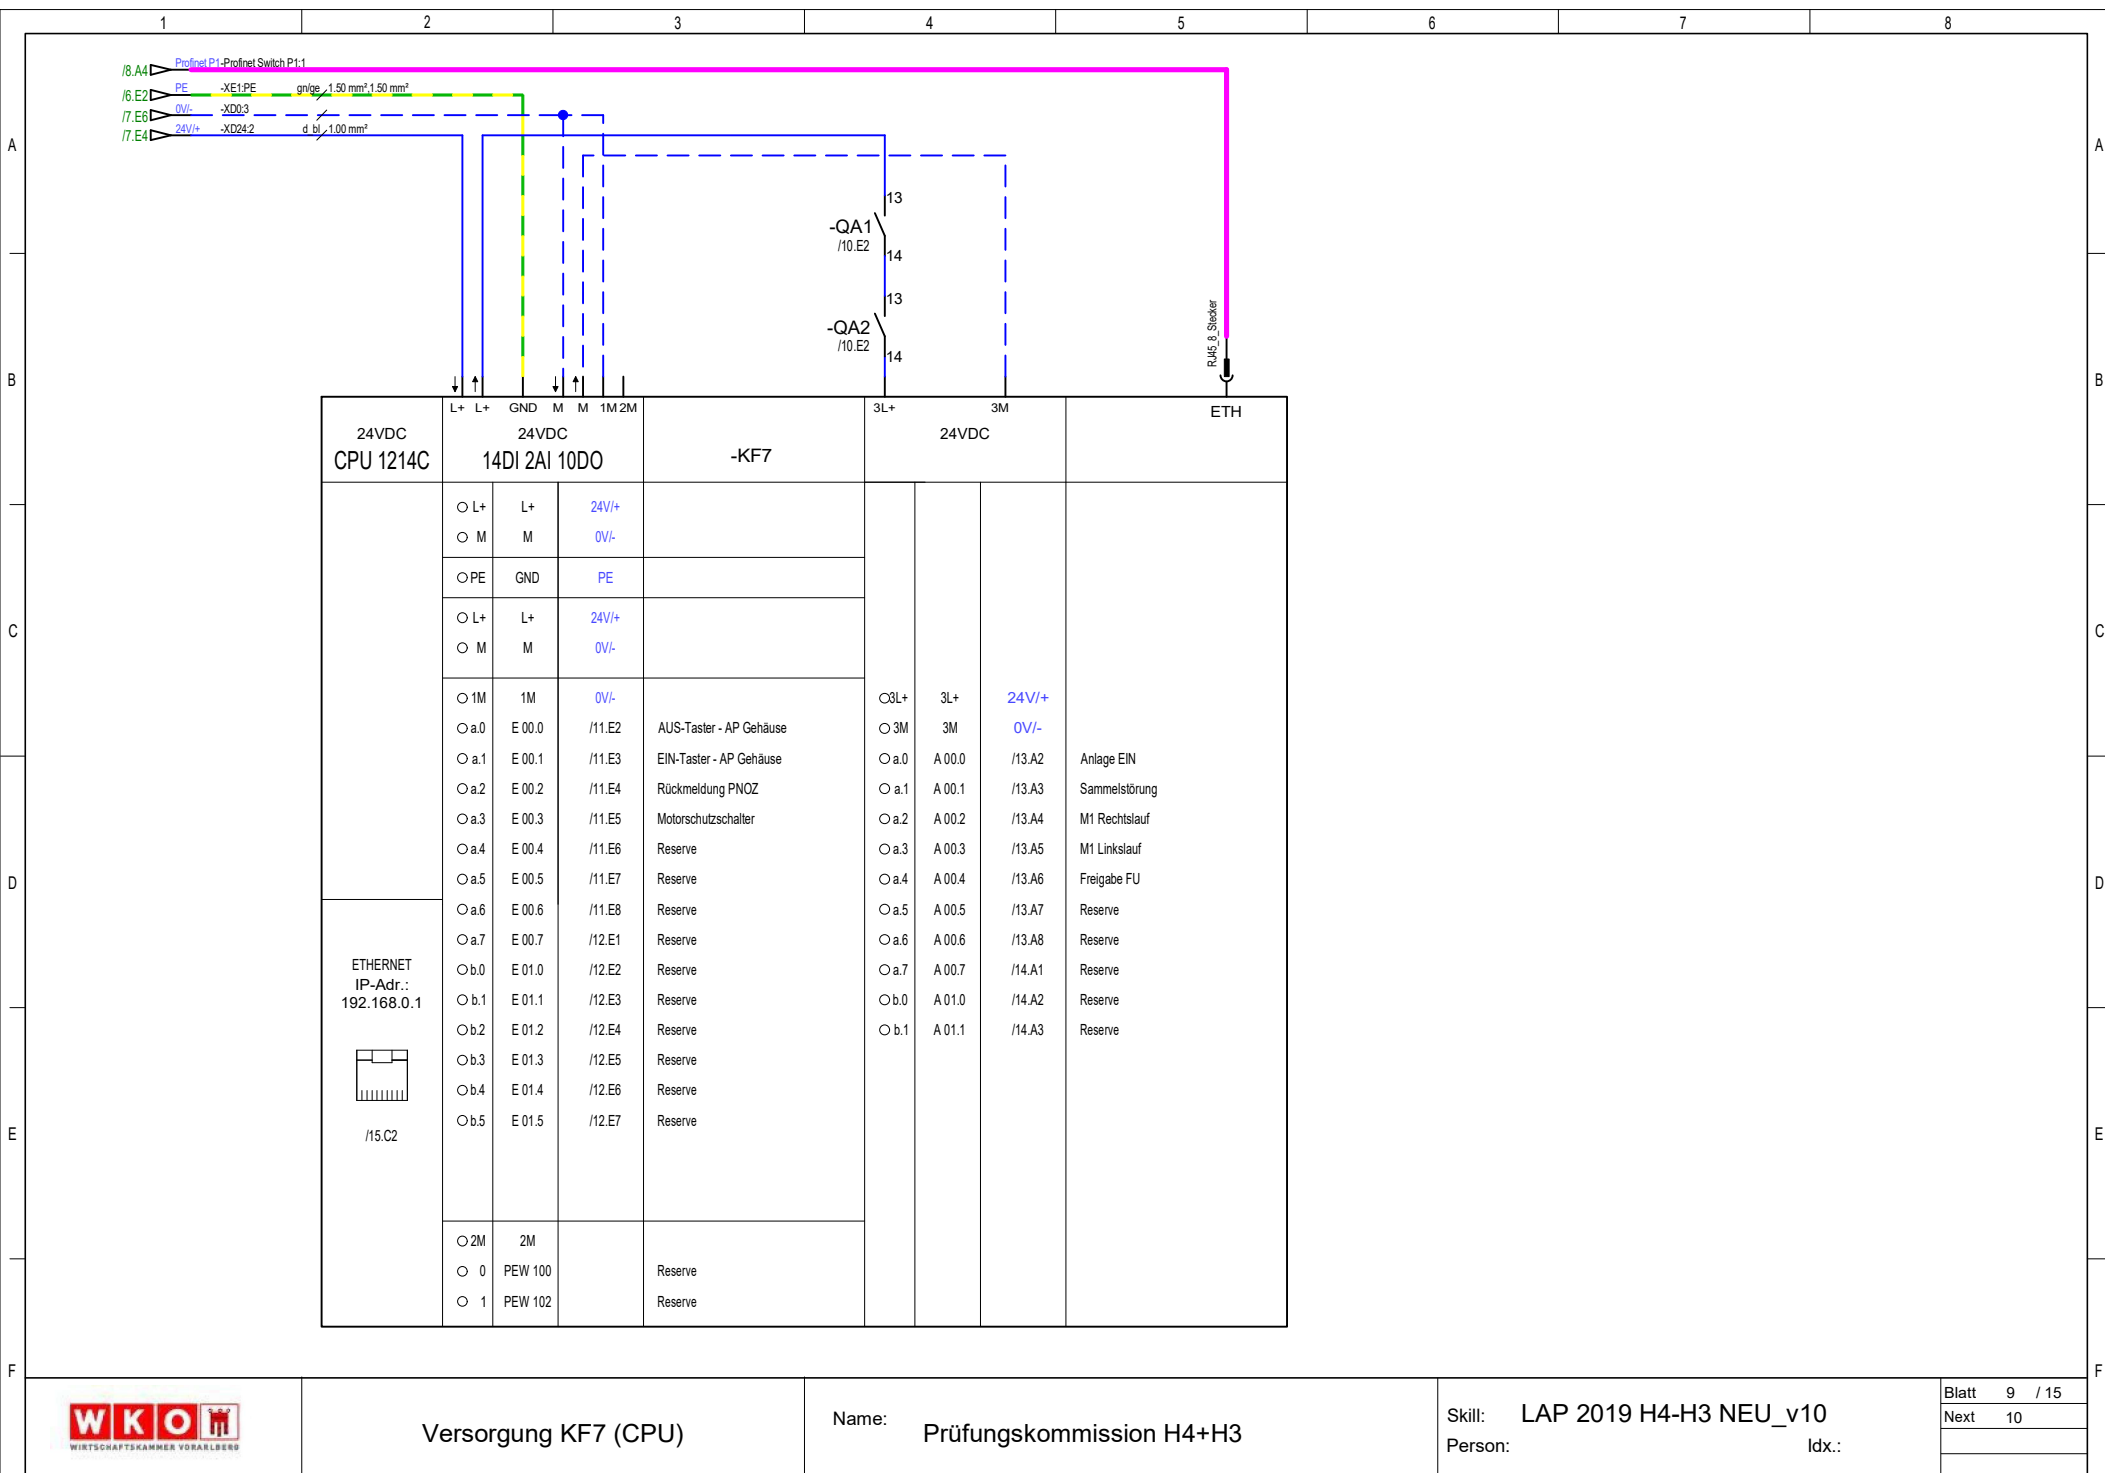 1 2 3 4 5 6 7 8
/8.A4 Profinet P1 -Profinet Switch P1:1
/6.E2 PE -XE1:PE gn/ge 1.50 mm²,1.50 mm²
/7.E6 0V/- -XD0:3
/7.E4 24V/+ -XD24:2 d_bl 1.00 mm²
A A
13
-QA1
/10.E2
14
13
-QA2
/10.E2
14
RJ45_8_Stecker
B B
L+ L+ GND M M 1M 2M 3L+ 3M ETH
24VDC 24VDC 24VDC
CPU 1214C 14DI 2AI 10DO -KF7
L+ L+ 24V/+
M M 0V/-
PE GND PE
L+ L+ 24V/+
C C
M M 0V/-
1M 1M 0V/- 3L+ 3L+ 24V/+
a.0 E 00.0 /11.E2 AUS-Taster - AP Gehäuse 3M 3M 0V/-
a.1 E 00.1 /11.E3 EIN-Taster - AP Gehäuse a.0 A 00.0 /13.A2 Anlage EIN
a.2 E 00.2 /11.E4 Rückmeldung PNOZ a.1 A 00.1 /13.A3 Sammelstörung
a.3 E 00.3 /11.E5 Motorschutzschalter a.2 A 00.2 /13.A4 M1 Rechtslauf
a.4 E 00.4 /11.E6 Reserve a.3 A 00.3 /13.A5 M1 Linkslauf
D D
a.5 E 00.5 /11.E7 Reserve a.4 A 00.4 /13.A6 Freigabe FU
a.6 E 00.6 /11.E8 Reserve a.5 A 00.5 /13.A7 Reserve
a.7 E 00.7 /12.E1 Reserve a.6 A 00.6 /13.A8 Reserve
b.0 E 01.0 /12.E2 Reserve a.7 A 00.7 /14.A1 Reserve
b.1 E 01.1 /12.E3 Reserve b.0 A 01.0 /14.A2 Reserve
b.2 E 01.2 /12.E4 Reserve b.1 A 01.1 /14.A3 Reserve
b.3 E 01.3 /12.E5 Reserve
b.4 E 01.4 /12.E6 Reserve
b.5 E 01.5 /12.E7 Reserve
ETHERNET
IP-Adr.:
192.168.0.1
/15.C2
E E
2M 2M
0 PEW 100 Reserve
1 PEW 102 Reserve
F F
WKO
WIRTSCHAFTSKAMMER VORARLBERG
Versorgung KF7 (CPU)
Name: Prüfungskommission H4+H3
Skill: LAP 2019 H4-H3 NEU_v10
Person: Idx.:
Blatt 9 / 15
Next 10